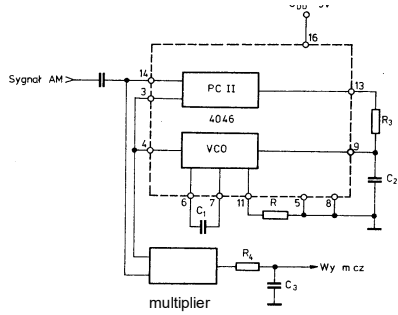 16
Sygnał AM
14
PC II
13
3
R3
4046
4
VCO
9
C2
6
7
11
R
5
8
C1
R4
Wy m cz
C3
multiplier